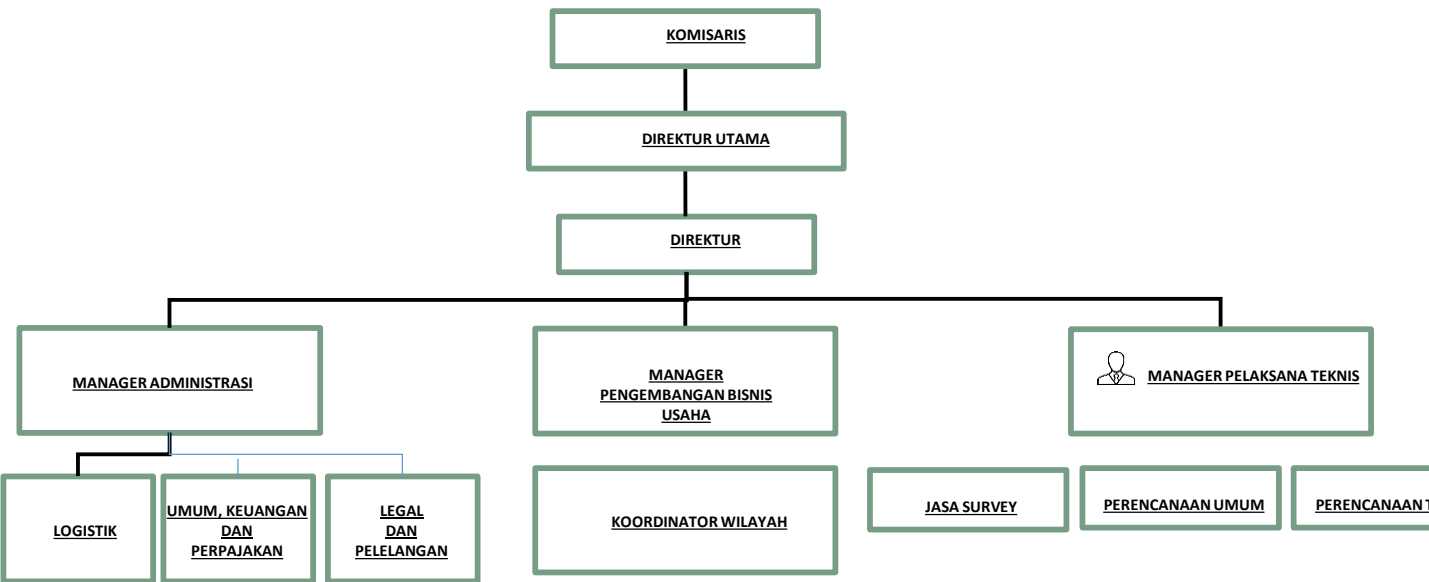 KOMISARIS
DIREKTUR UTAMA
DIREKTUR
MANAGER ADMINISTRASI
MANAGER
PENGEMBANGAN BISNIS
USAHA
MANAGER PELAKSANA TEKNIS
LOGISTIK
UMUM, KEUANGAN
DAN
PERPAJAKAN
LEGAL
DAN
PELELANGAN
KOORDINATOR WILAYAH
JASA SURVEY
PERENCANAAN UMUM
PERENCANAAN